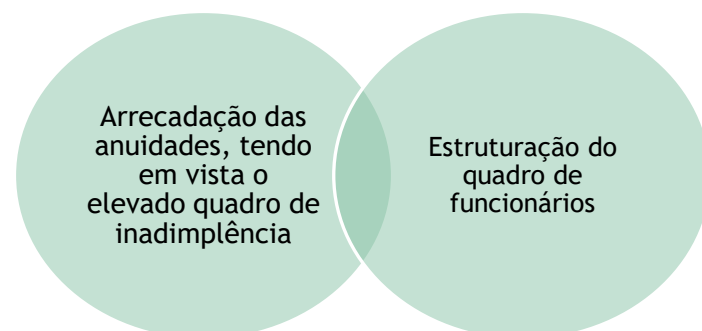 Arrecadação das
anuidades, tendo
em vista o
elevado quadro de
inadimplência
Estruturação do
quadro de
funcionários